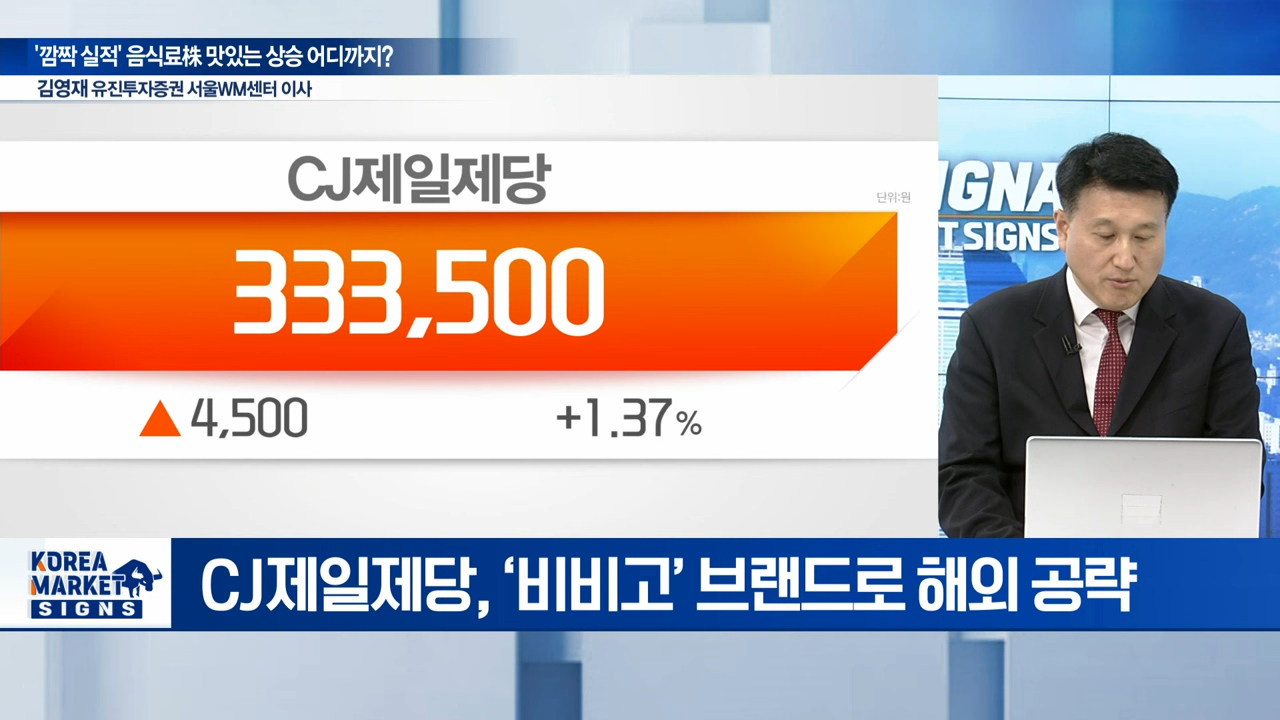 '깜짝 실적' 음식료株 맛있는 상승 어디까지?
김영재 유진투자증권 서울WM센터 이사
CJ제일제당
단위:원
333,500
▲ 4,500 +1.37%
IGNA
T SIGNS
KOREA
MARKET
SIGNS
CJ제일제당, ‘비비고’ 브랜드로 해외 공략